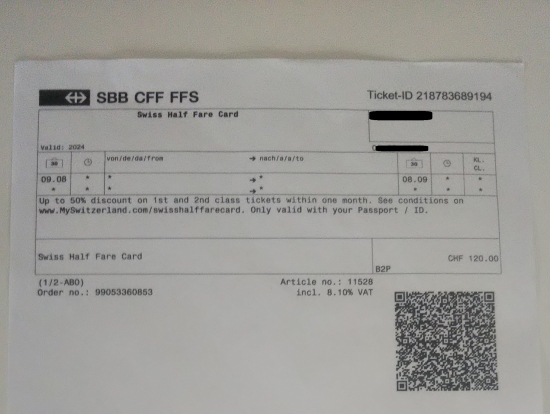 SBB CFF FFS Ticket-ID 218783689194
Swiss Half Fare Card
Valid: 2024
von/de/da/from → nach/a/a/to KL.
CL.
09.08 * * → * 08.09 * *
* * * → * * * *
Up to 50% discount on 1st and 2nd class tickets within one month. See conditions on
www.MySwitzerland.com/swisshalffarecard. Only valid with your Passport / ID.
Swiss Half Fare Card CHF 120.00
B2P
(1/2-ABO) Article no.: 11528
Order no.: 99053360853 incl. 8.10% VAT